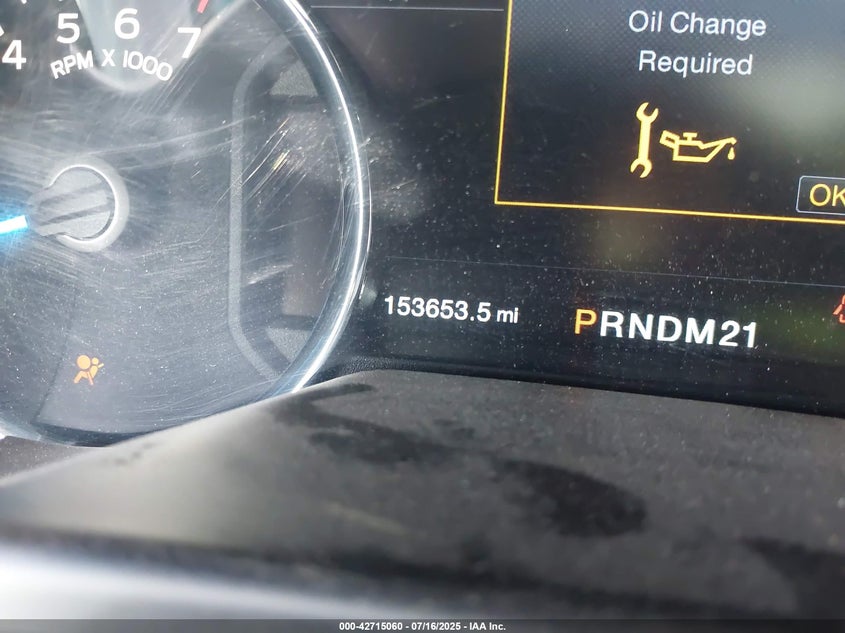 4 5 6 7
RPM X 1000
Oil Change
Required
OK
153653.5 mi
PRNDM21
000-42715060 - 07/16/2025 - IAA Inc.